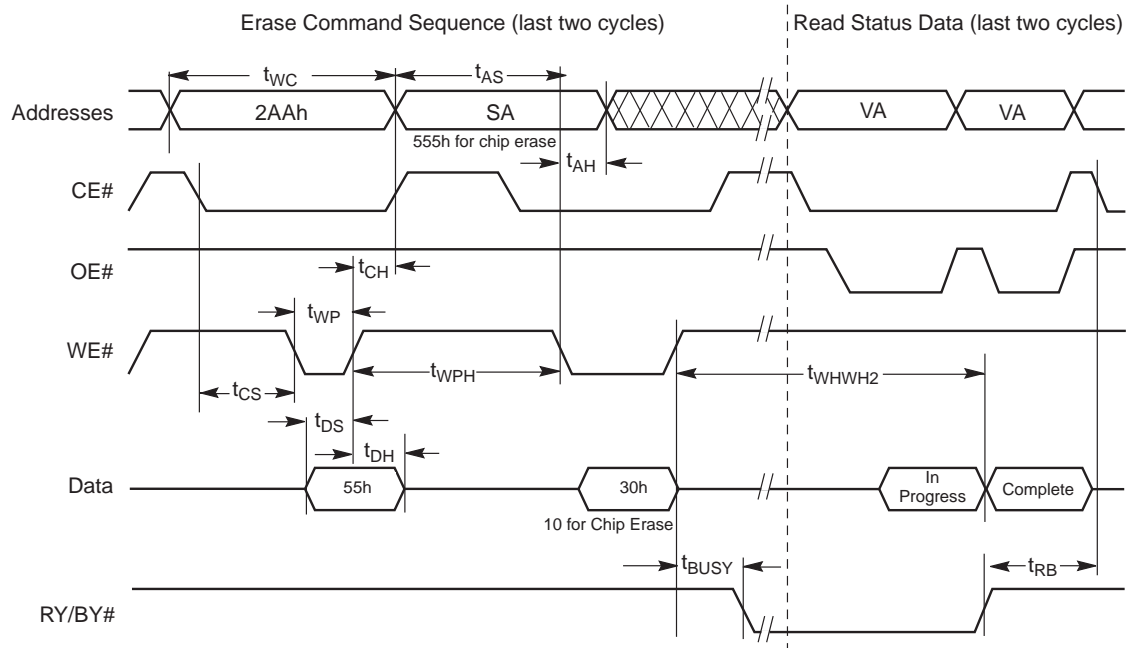 Erase Command Sequence (last two cycles)
Read Status Data (last two cycles)
tWC
tAS
Addresses
2AAh
SA
VA
VA
555h for chip erase
tAH
CE#
OE#
tCH
tWP
WE#
tWPH
tWHWH2
tCS
tDS
tDH
Data
55h
30h
In
Progress
Complete
10 for Chip Erase
tBUSY
tRB
RY/BY#